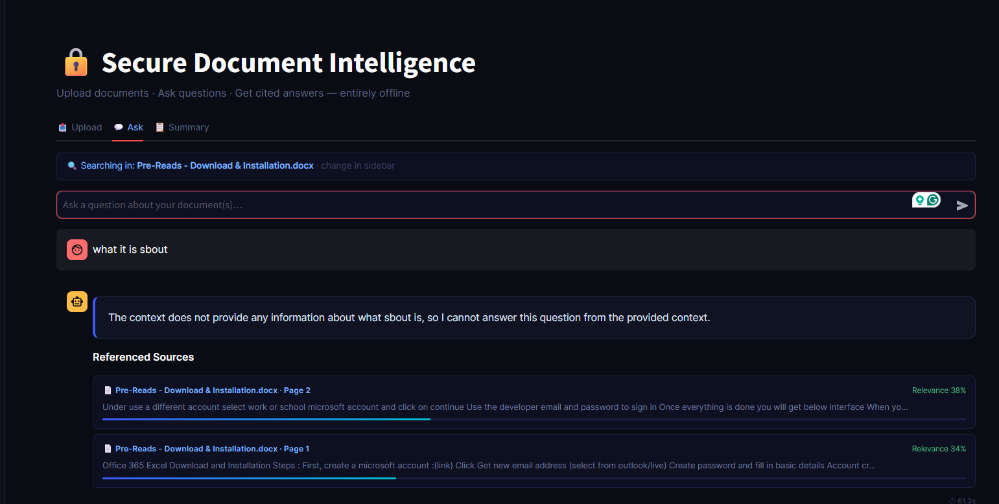 Secure Document Intelligence
Upload documents · Ask questions · Get cited answers — entirely offline
Upload Ask Summary
Searching in: Pre-Reads - Download & Installation.docx · change in sidebar
Ask a question about your document(s)...
what it is sbout
The context does not provide any information about what sbout is, so I cannot answer this question from the provided context.
Referenced Sources
Pre-Reads - Download & Installation.docx · Page 2 Relevance 38%
Under use a different account select work or school microsoft account and click on continue Use the developer email and password to sign in Once everything is done you will get below interface When yo...
Pre-Reads - Download & Installation.docx · Page 1 Relevance 34%
Office 365 Excel Download and Installation Steps : First, create a microsoft account :(link) Click Get new email address (select from outlook/live) Create password and fill in basic details Account cr...
61.2s